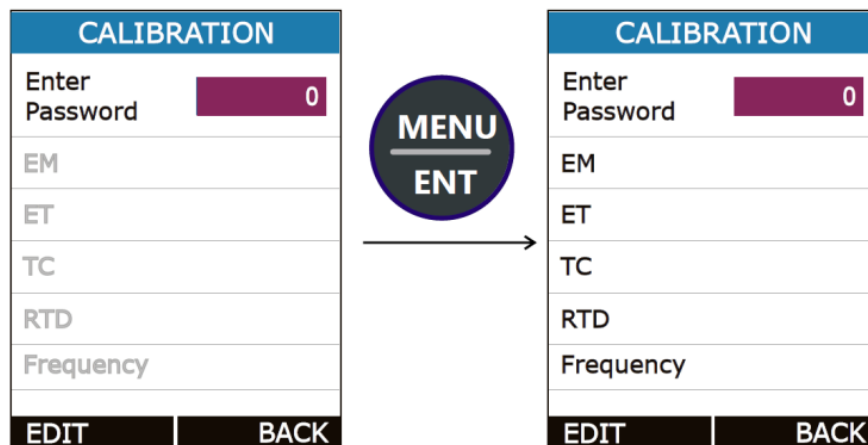 CALIBRATION
Enter
Password
0
EM
ET
TC
RTD
Frequency
EDIT
BACK
MENU
ENT
CALIBRATION
Enter
Password
0
EM
ET
TC
RTD
Frequency
EDIT
BACK